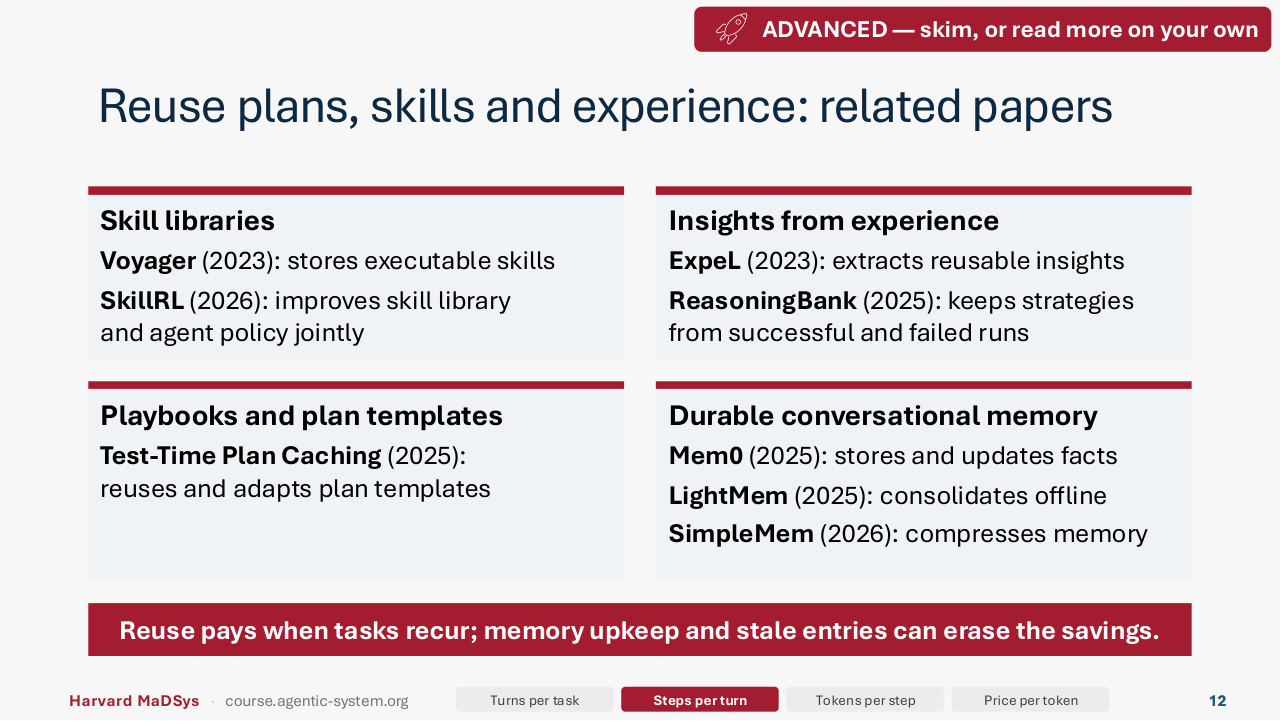 ADVANCED — skim, or read more on your own
Reuse plans, skills and experience: related papers
Skill libraries
Voyager (2023): stores executable skills
SkillRL (2026): improves skill library
and agent policy jointly
Insights from experience
ExpeL (2023): extracts reusable insights
ReasoningBank (2025): keeps strategies
from successful and failed runs
Playbooks and plan templates
Test-Time Plan Caching (2025):
reuses and adapts plan templates
Durable conversational memory
Mem0 (2025): stores and updates facts
LightMem (2025): consolidates offline
SimpleMem (2026): compresses memory
Reuse pays when tasks recur; memory upkeep and stale entries can erase the savings.
Harvard MaDSys · course.agentic-system.org
Turns per task
Steps per turn
Tokens per step
Price per token
12